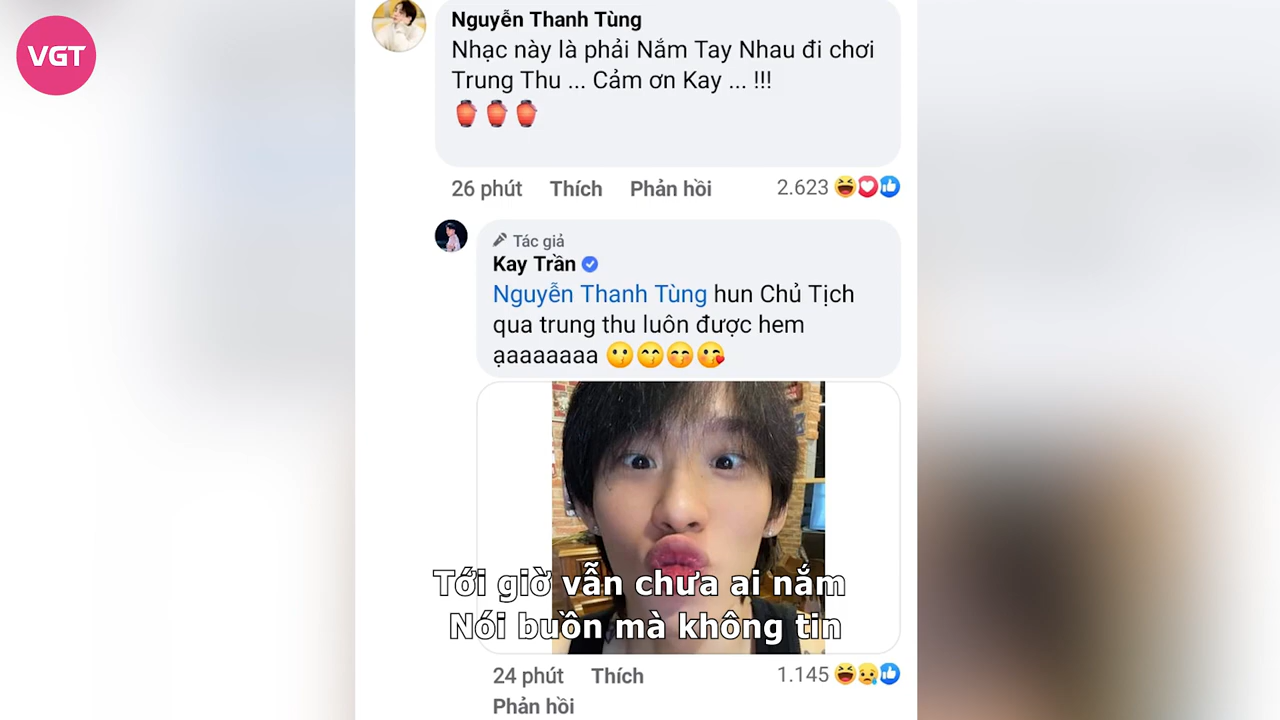 VGT
Nguyễn Thanh Tùng
Nhạc này là phải Nắm Tay Nhau đi chơi
Trung Thu ... Cảm ơn Kay ... !!!
🏮🏮🏮
26 phút Thích Phản hồi 2.623
Tác giả
Kay Trần
Nguyễn Thanh Tùng hun Chủ Tịch
qua trung thu luôn được hem
ạaaaaaaa 😗😙😚😘
Tới giờ vẫn chưa ai nắm
Nói buồn mà không tin
24 phút Thích 1.145
Phản hồi